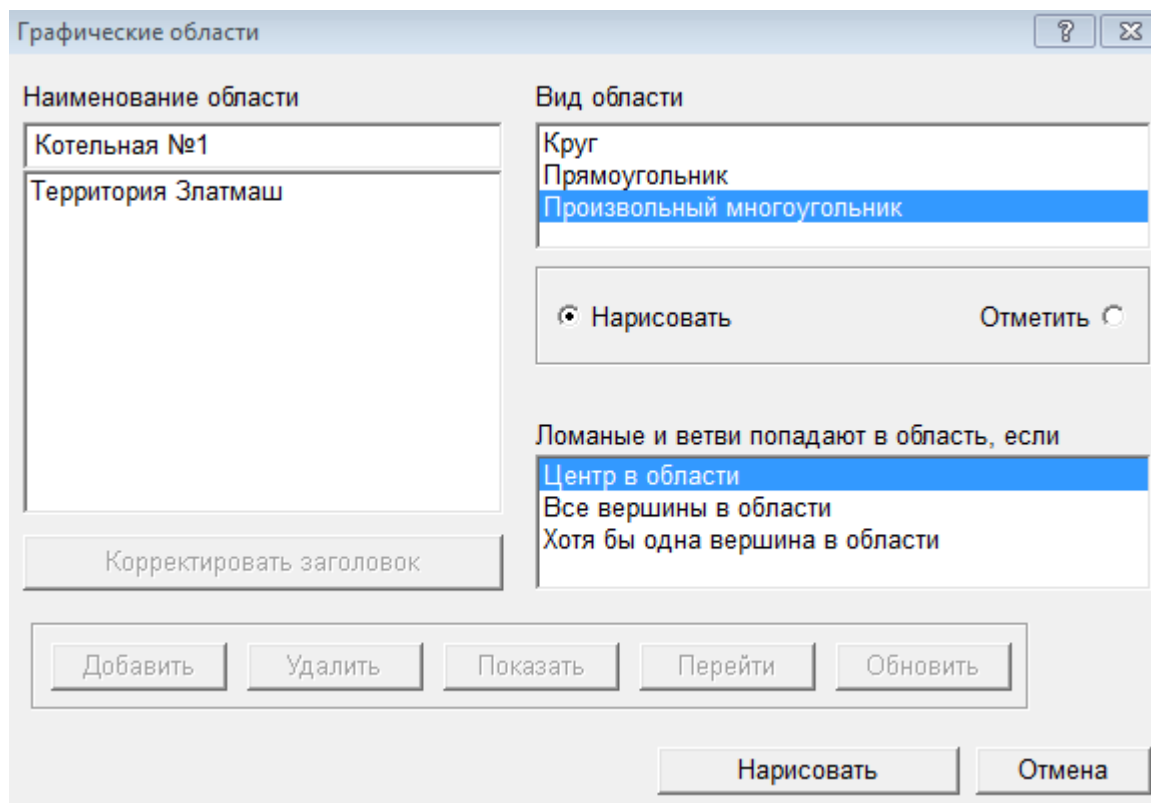 Графические области
Наименование области
Котельная №1
Территория Златмаш
Корректировать заголовок
Вид области
Круг
Прямоугольник
Произвольный многоугольник
Нарисовать Отметить
Ломаные и ветви попадают в область, если
Центр в области
Все вершины в области
Хотя бы одна вершина в области
Добавить Удалить Показать Перейти Обновить
Нарисовать Отмена